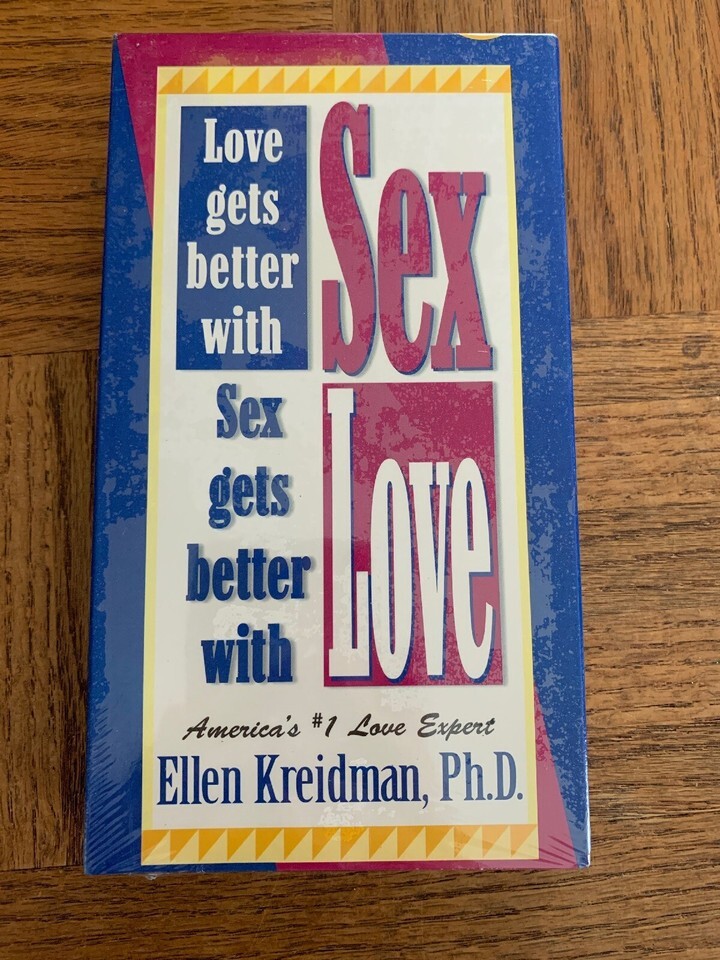 Love
gets
better
with
Sex
Sex
gets
better
with
Love
America's #1 Love Expert
Ellen Kreidman, Ph.D.